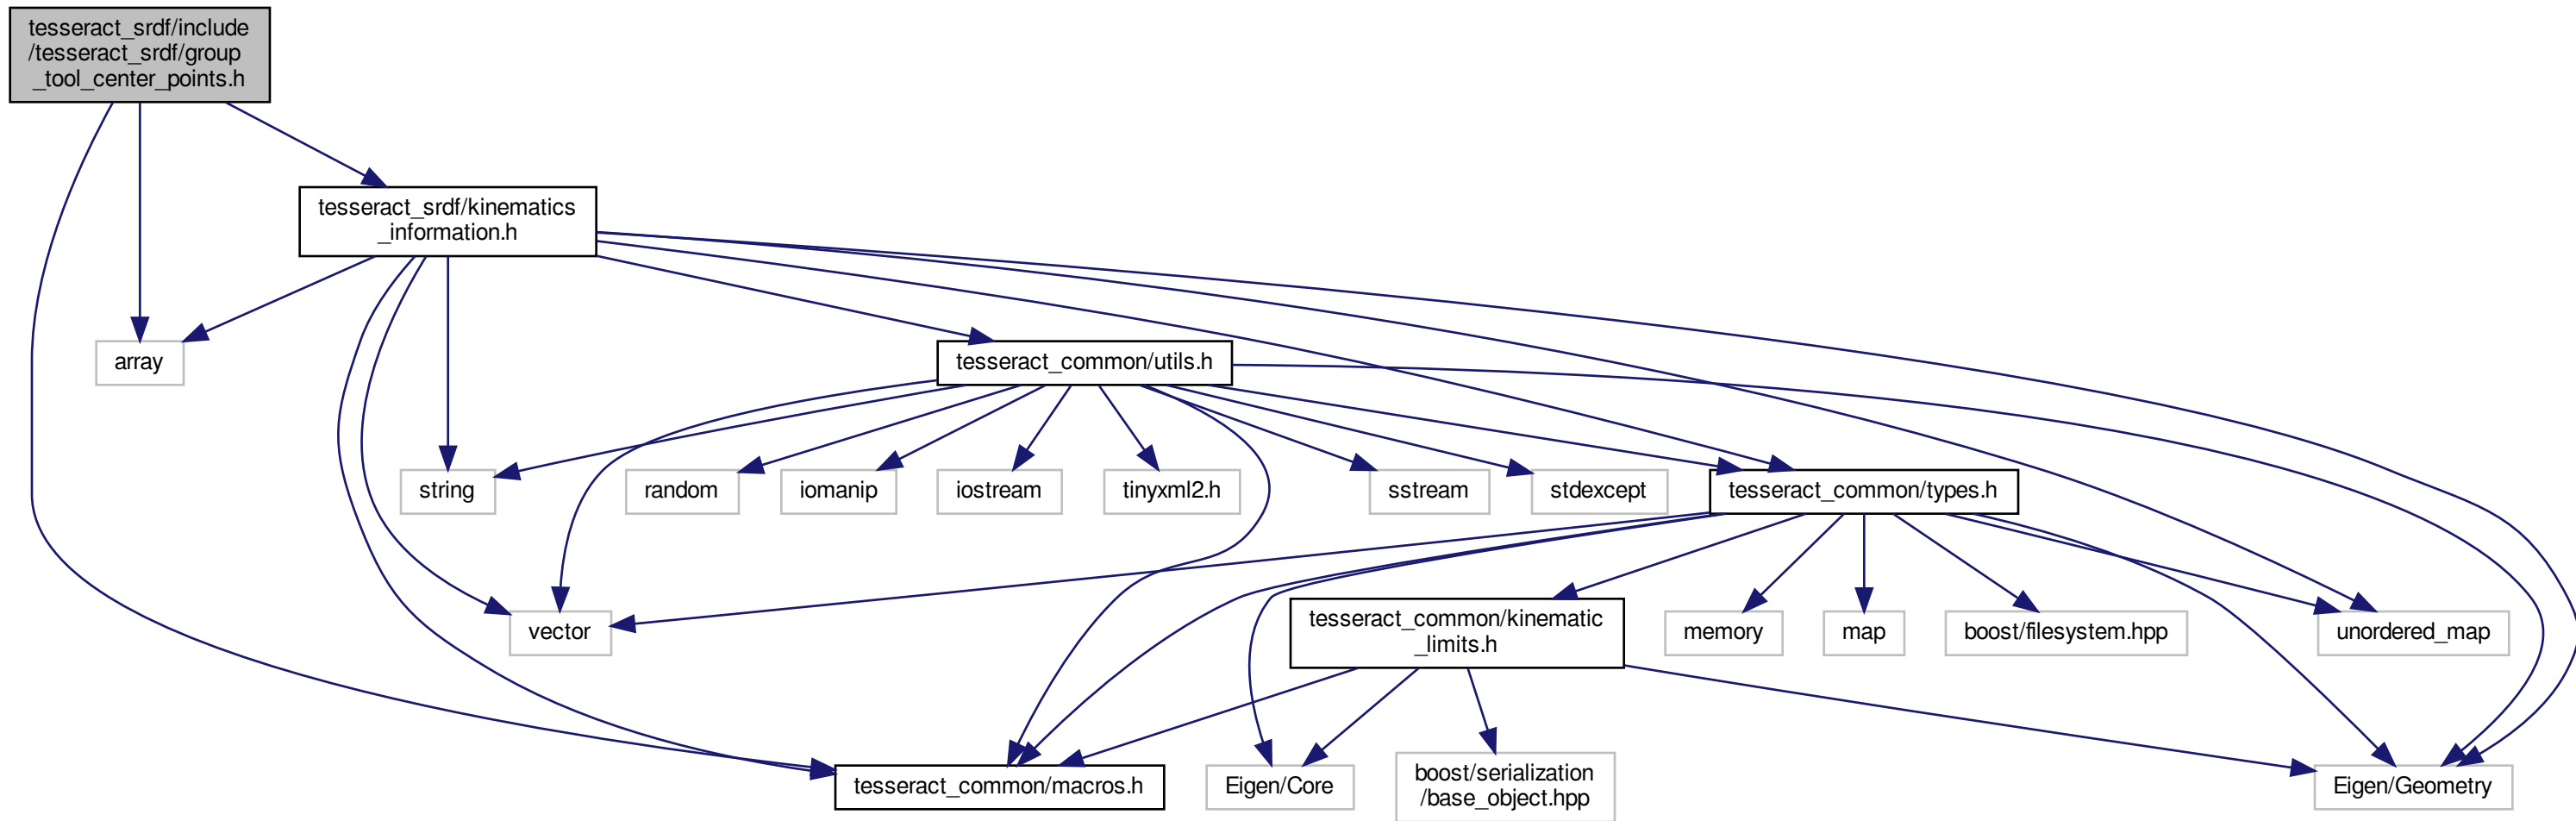 tesseract_srdf/include
/tesseract_srdf/group
_tool_center_points.h
tesseract_srdf/kinematics
_information.h
array
tesseract_common/utils.h
string
random
iomanip
iostream
tinyxml2.h
sstream
stdexcept
tesseract_common/types.h
vector
tesseract_common/kinematic
_limits.h
memory
map
boost/filesystem.hpp
unordered_map
tesseract_common/macros.h
Eigen/Core
boost/serialization
/base_object.hpp
Eigen/Geometry